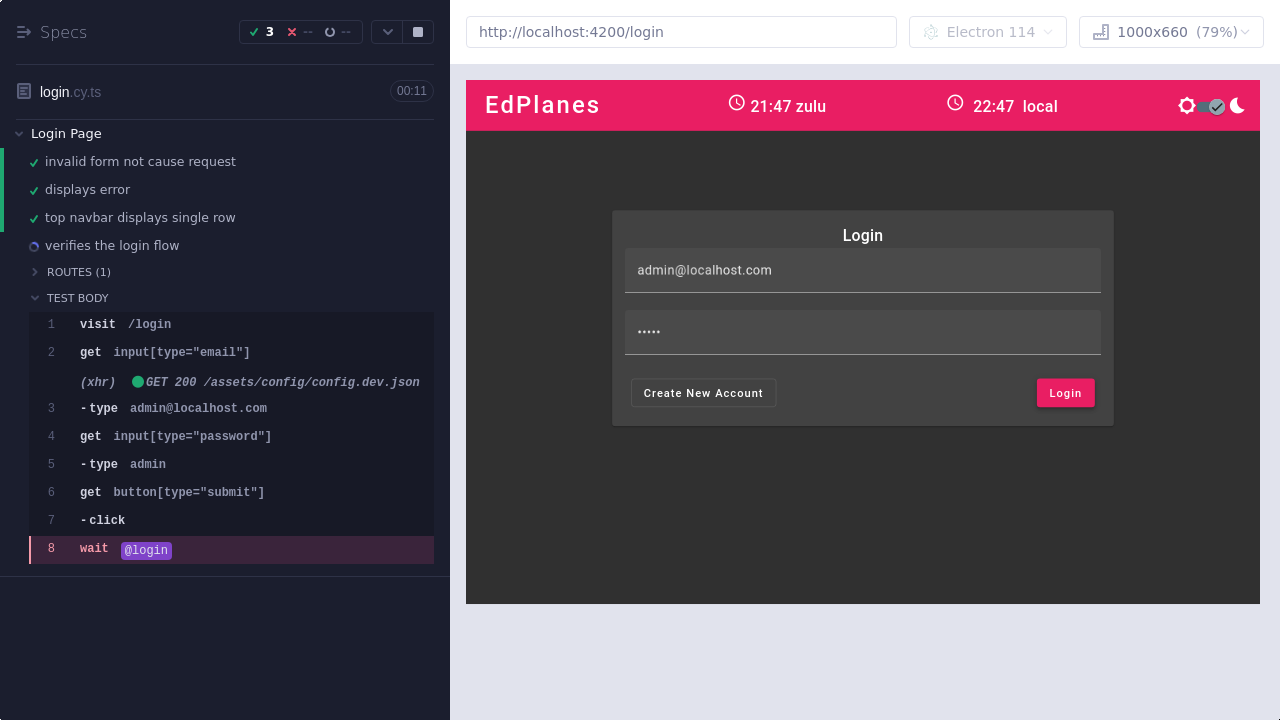 Specs
3 -- --
login.cy.ts 00:11
Login Page
invalid form not cause request
displays error
top navbar displays single row
verifies the login flow
ROUTES (1)
TEST BODY
1 visit /login
2 get input[type="email"]
(xhr) GET 200 /assets/config/config.dev.json
3 -type admin@localhost.com
4 get input[type="password"]
5 -type admin
6 get button[type="submit"]
7 -click
8 wait @login
http://localhost:4200/login
Electron 114
1000x660 (79%)
EdPlanes
21:47 zulu
22:47 local
Login
admin@localhost.com
•••••
Create New Account
Login